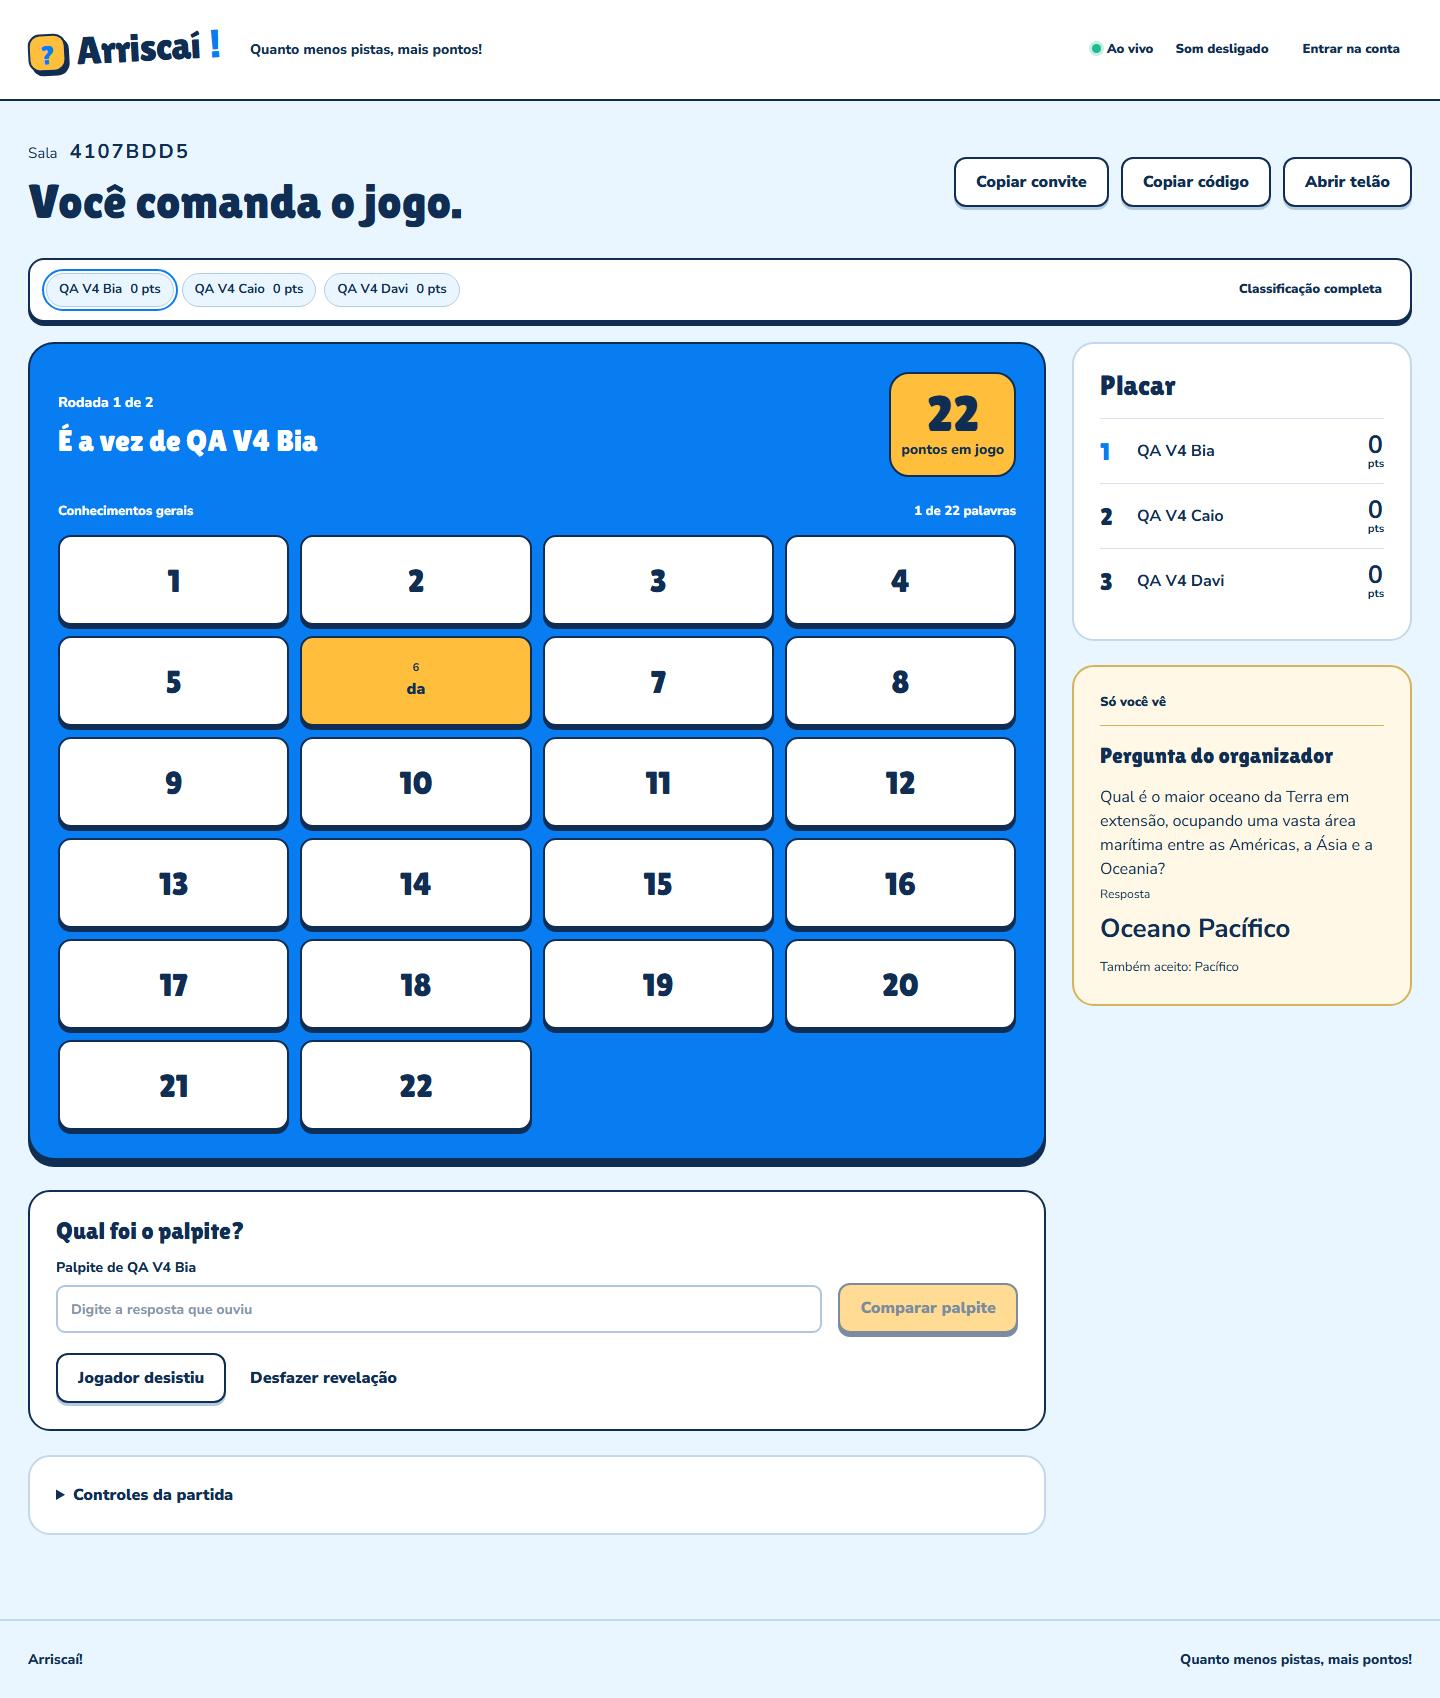 ? Arriscaí ! Quanto menos pistas, mais pontos! Ao vivo Som desligado Entrar na conta
Sala 4107BDD5
Você comanda o jogo.
Copiar convite Copiar código Abrir telão
QA V4 Bia 0 pts QA V4 Caio 0 pts QA V4 Davi 0 pts Classificação completa
Rodada 1 de 2
É a vez de QA V4 Bia
22
pontos em jogo
Conhecimentos gerais 1 de 22 palavras
1 2 3 4
5 6 da 7 8
9 10 11 12
13 14 15 16
17 18 19 20
21 22
Placar
1 QA V4 Bia 0 pts
2 QA V4 Caio 0 pts
3 QA V4 Davi 0 pts
Só você vê
Pergunta do organizador
Qual é o maior oceano da Terra em
extensão, ocupando uma vasta área
marítima entre as Américas, a Ásia e a
Oceania?
Resposta
Oceano Pacífico
Também aceito: Pacífico
Qual foi o palpite?
Palpite de QA V4 Bia
Digite a resposta que ouviu Comparar palpite
Jogador desistiu Desfazer revelação
Controles da partida
Arriscaí! Quanto menos pistas, mais pontos!